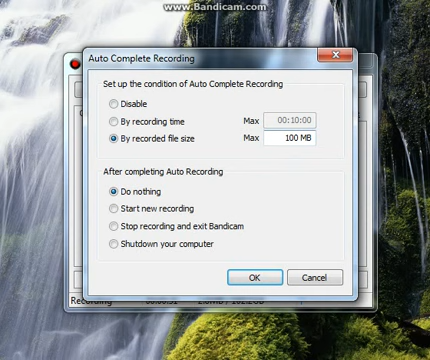 www.Bandicam.com
Auto Complete Recording
Set up the condition of Auto Complete Recording
Disable
By recording time Max 00:10:00
By recorded file size Max 100 MB
After completing Auto Recording
Do nothing
Start new recording
Stop recording and exit Bandicam
Shutdown your computer
OK Cancel
Recording